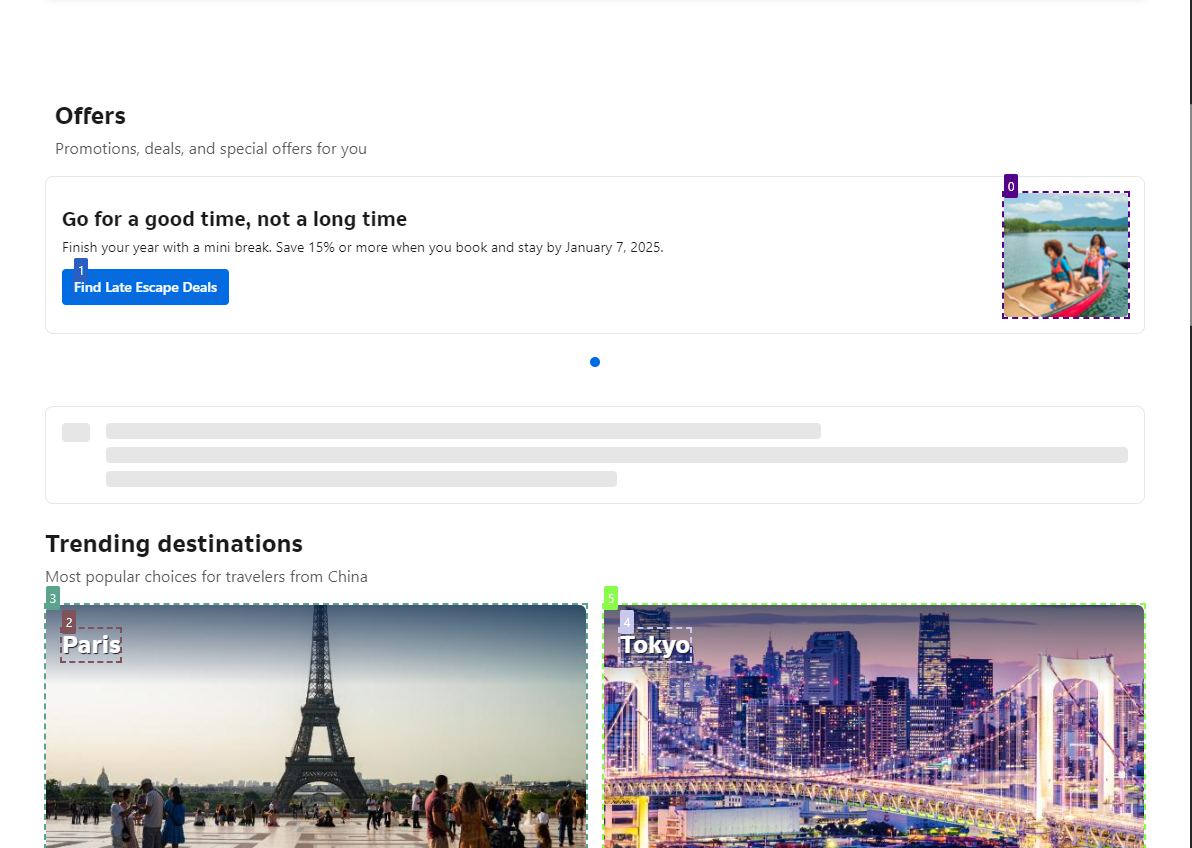 Offers
Promotions, deals, and special offers for you
0
Go for a good time, not a long time
Finish your year with a mini break. Save 15% or more when you book and stay by January 7, 2025.
1
Find Late Escape Deals
Trending destinations
Most popular choices for travelers from China
3
5
2
4
Paris
Tokyo